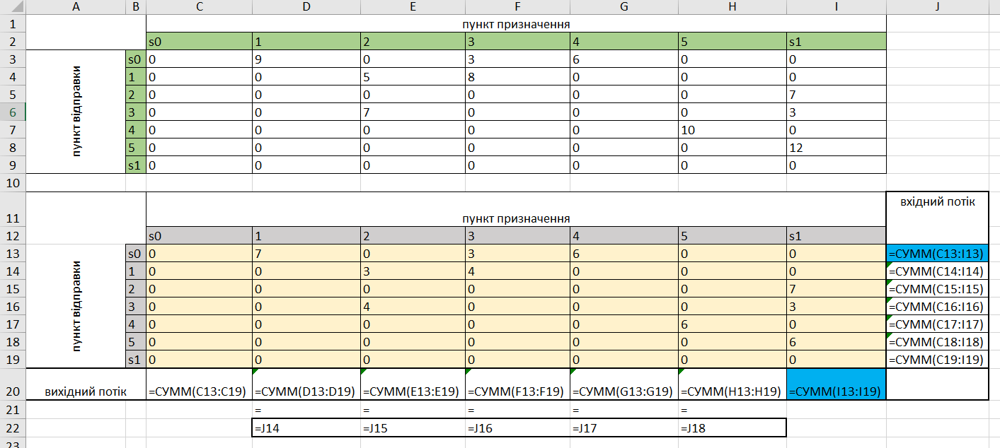 A B C D E F G H I J
1 пункт призначення
2 s0 1 2 3 4 5 s1
3 s0 0 9 0 3 6 0 0
4 1 0 0 5 8 0 0 0
5 2 0 0 0 0 0 0 7
6 3 0 0 7 0 0 0 3
7 4 0 0 0 0 0 10 0
8 5 0 0 0 0 0 0 12
9 s1 0 0 0 0 0 0 0
пункт відправки
10
11 пункт призначення вхідний потік
12 s0 1 2 3 4 5 s1
13 s0 0 7 0 3 6 0 0 =СУММ(C13:I13)
14 1 0 0 3 4 0 0 0 =СУММ(C14:I14)
15 2 0 0 0 0 0 0 7 =СУММ(C15:I15)
16 3 0 0 4 0 0 0 3 =СУММ(C16:I16)
17 4 0 0 0 0 0 6 0 =СУММ(C17:I17)
18 5 0 0 0 0 0 0 6 =СУММ(C18:I18)
19 s1 0 0 0 0 0 0 0 =СУММ(C19:I19)
пункт відправки
20 вихідний потік =СУММ(C13:C19) =СУММ(D13:D19) =СУММ(E13:E19) =СУММ(F13:F19) =СУММ(G13:G19) =СУММ(H13:H19) =СУММ(I13:I19)
21 = = = = =
22 =J14 =J15 =J16 =J17 =J18
23